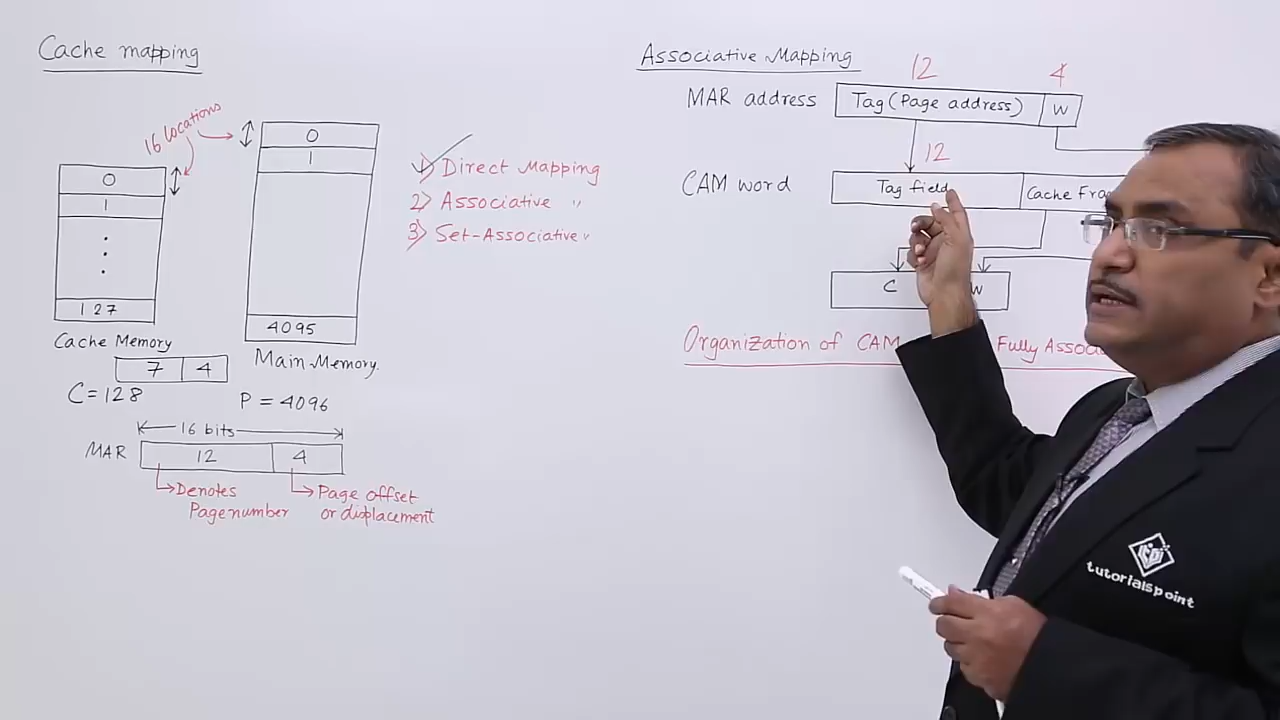 Cache mapping
16 locations
0
1
127
Cache Memory
7 4
C = 128
0
1
4095
Main Memory.
P = 4096
16 bits
MAR 12 4
Denotes
Page number
Page offset
or displacement
1) Direct Mapping
2) Associative "
3) Set-Associative "
Associative Mapping
12 4
MAR address Tag (Page address) W
12
CAM word Tag field Cache Fra
C W
Organization of CAM Fully Assoc
tutorialspoint